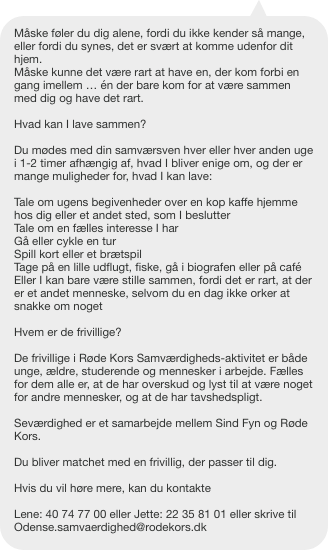 Måske føler du dig alene, fordi du ikke kender så mange,
eller fordi du synes, det er svært at komme udenfor dit
hjem.
Måske kunne det være rart at have en, der kom forbi en
gang imellem ... én der bare kom for at være sammen
med dig og have det rart.

Hvad kan I lave sammen?

Du mødes med din samværsven hver eller hver anden uge
i 1-2 timer afhængig af, hvad I bliver enige om, og der er
mange muligheder for, hvad I kan lave:

Tale om ugens begivenheder over en kop kaffe hjemme
hos dig eller et andet sted, som I beslutter
Tale om en fælles interesse I har
Gå eller cykle en tur
Spil kort eller et brætspil
Tage på en lille udflugt, fiske, gå i biografen eller på café
Eller I kan bare være stille sammen, fordi det er rart, at der
er et andet menneske, selvom du en dag ikke orker at
snakke om noget

Hvem er de frivillige?

De frivillige i Røde Kors Samværdigheds-aktivitet er både
unge, ældre, studerende og mennesker i arbejde. Fælles
for dem alle er, at de har overskud og lyst til at være noget
for andre mennesker, og at de har tavshedspligt.

Seværdighed er et samarbejde mellem Sind Fyn og Røde
Kors.

Du bliver matchet med en frivillig, der passer til dig.

Hvis du vil høre mere, kan du kontakte

Lene: 40 74 77 00 eller Jette: 22 35 81 01 eller skrive til
Odense.samvaerdighed@rodekors.dk